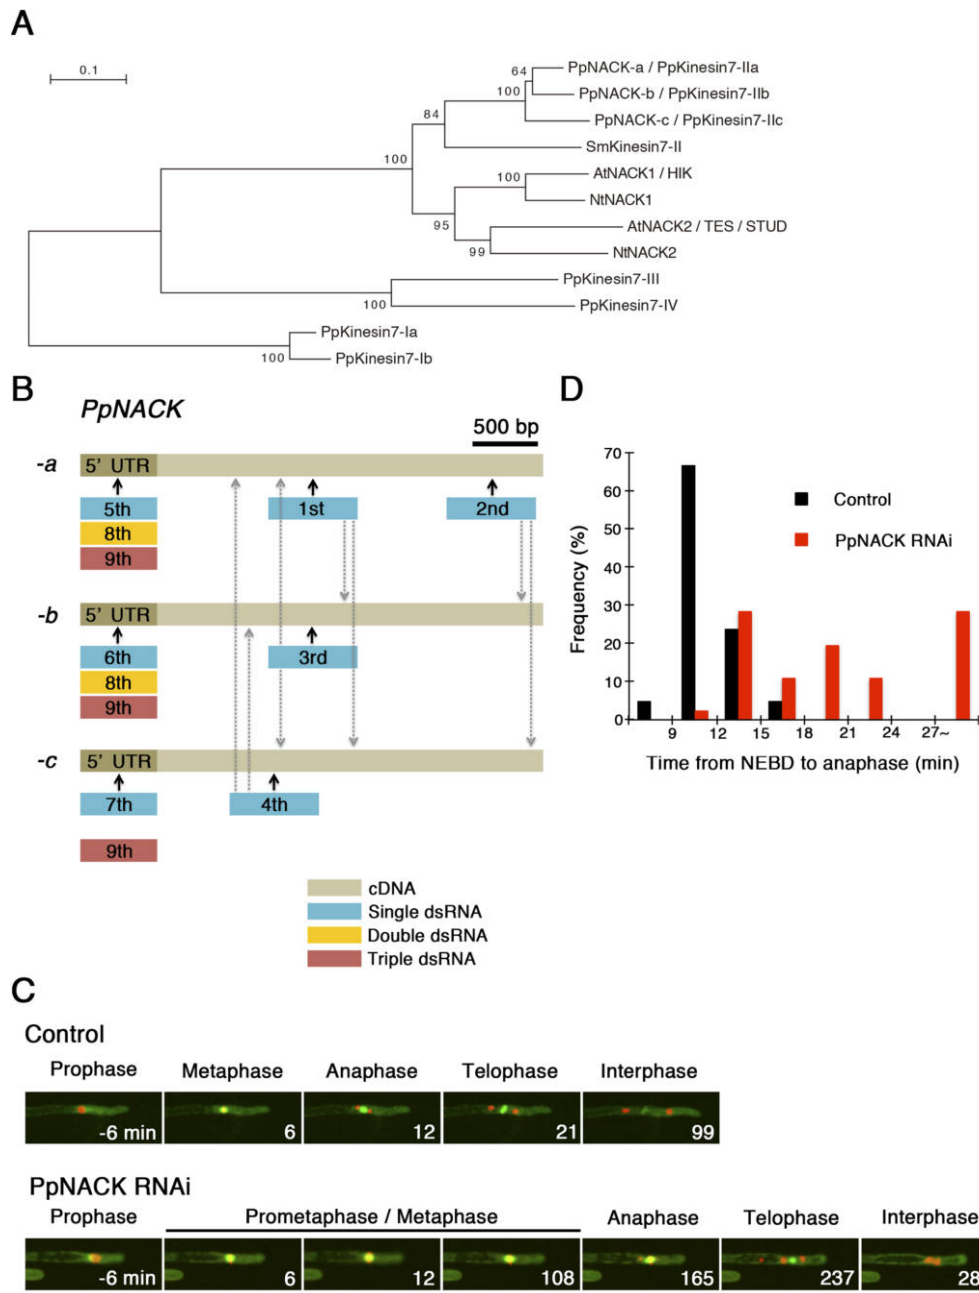 A
0.1
64
PpNACK-a / PpKinesin7-IIa
100
PpNACK-b / PpKinesin7-IIb
84
PpNACK-c / PpKinesin7-IIc
SmKinesin7-II
100
100
AtNACK1 / HIK
NtNACK1
95
AtNACK2 / TES / STUD
99
NtNACK2
PpKinesin7-III
100
PpKinesin7-IV
PpKinesin7-Ia
100
PpKinesin7-Ib
B
PpNACK
500 bp
-a
5' UTR
5th
1st
2nd
8th
9th
-b
5' UTR
6th
3rd
8th
9th
-c
5' UTR
7th
4th
9th
cDNA
Single dsRNA
Double dsRNA
Triple dsRNA
D
70
60
50
40
30
20
10
0
Frequency (%)
Control
PpNACK RNAi
9 12 15 18 21 24 27~
Time from NEBD to anaphase (min)
C
Control
Prophase Metaphase Anaphase Telophase Interphase
-6 min 6 12 21 99
PpNACK RNAi
Prophase Prometaphase / Metaphase Anaphase Telophase Interphase
-6 min 6 12 108 165 237 28